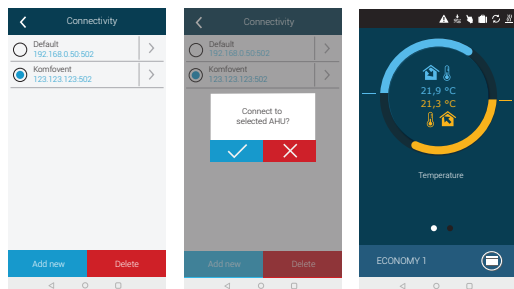 Connectivity
Default
192.168.0.50:502
Komfovent
123.123.123:502
Add new
Delete
Connectivity
Default
192.168.0.50:502
Komfovent
123.123.123:502
Connect to
selected AHU?
Add new
Delete
21,9 °C
21,3 °C
Temperature
ECONOMY 1